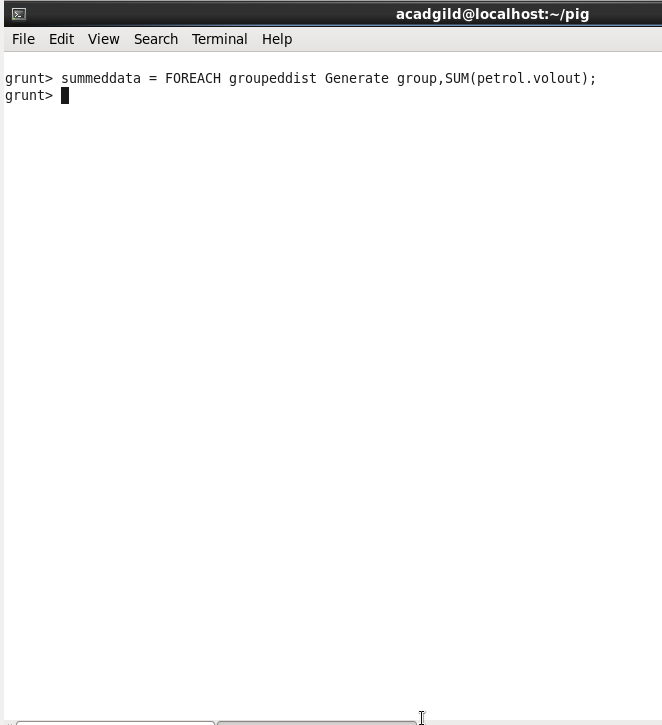 acadgild@localhost:~/pig
File Edit View Search Terminal Help
grunt> summeddata = FOREACH groupeddist Generate group,SUM(petrol.volout);
grunt>